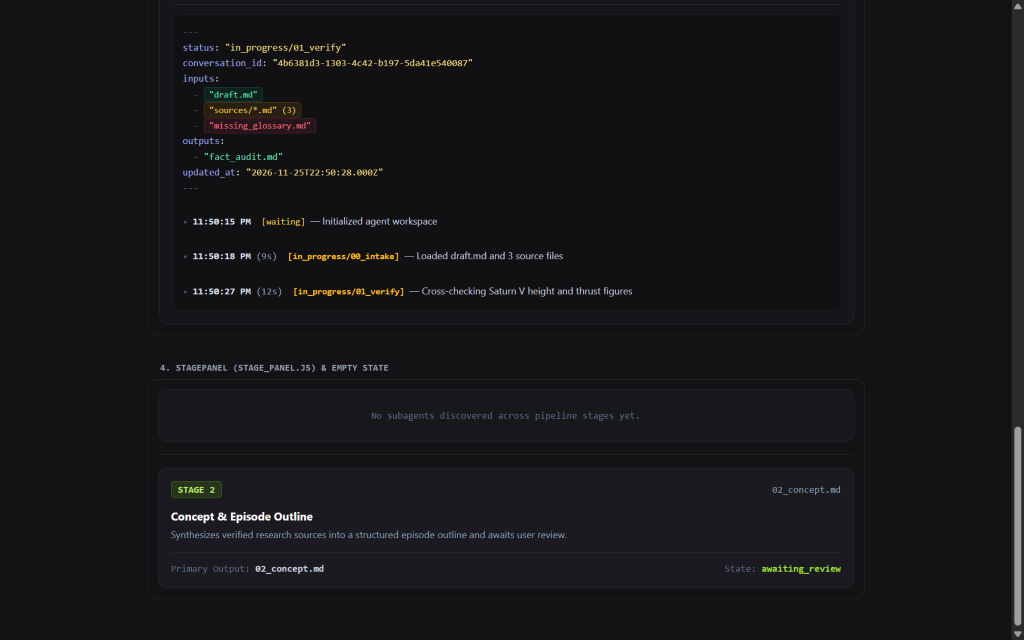 ---
status: "in_progress/01_verify"
conversation_id: "4b6381d3-1303-4c42-b197-5da41e540087"
inputs:
- "draft.md"
- "sources/*.md" (3)
- "missing_glossary.md"
outputs:
- "fact_audit.md"
updated_at: "2026-11-25T22:50:28.000Z"
---
• 11:50:15 PM [waiting] — Initialized agent workspace
• 11:50:18 PM (9s) [in_progress/00_intake] — Loaded draft.md and 3 source files
• 11:50:27 PM (12s) [in_progress/01_verify] — Cross-checking Saturn V height and thrust figures
4. STAGEPANEL (STAGE_PANEL.JS) & EMPTY STATE
No subagents discovered across pipeline stages yet.
STAGE 2 02_concept.md
Concept & Episode Outline
Synthesizes verified research sources into a structured episode outline and awaits user review.
Primary Output: 02_concept.md State: awaiting_review